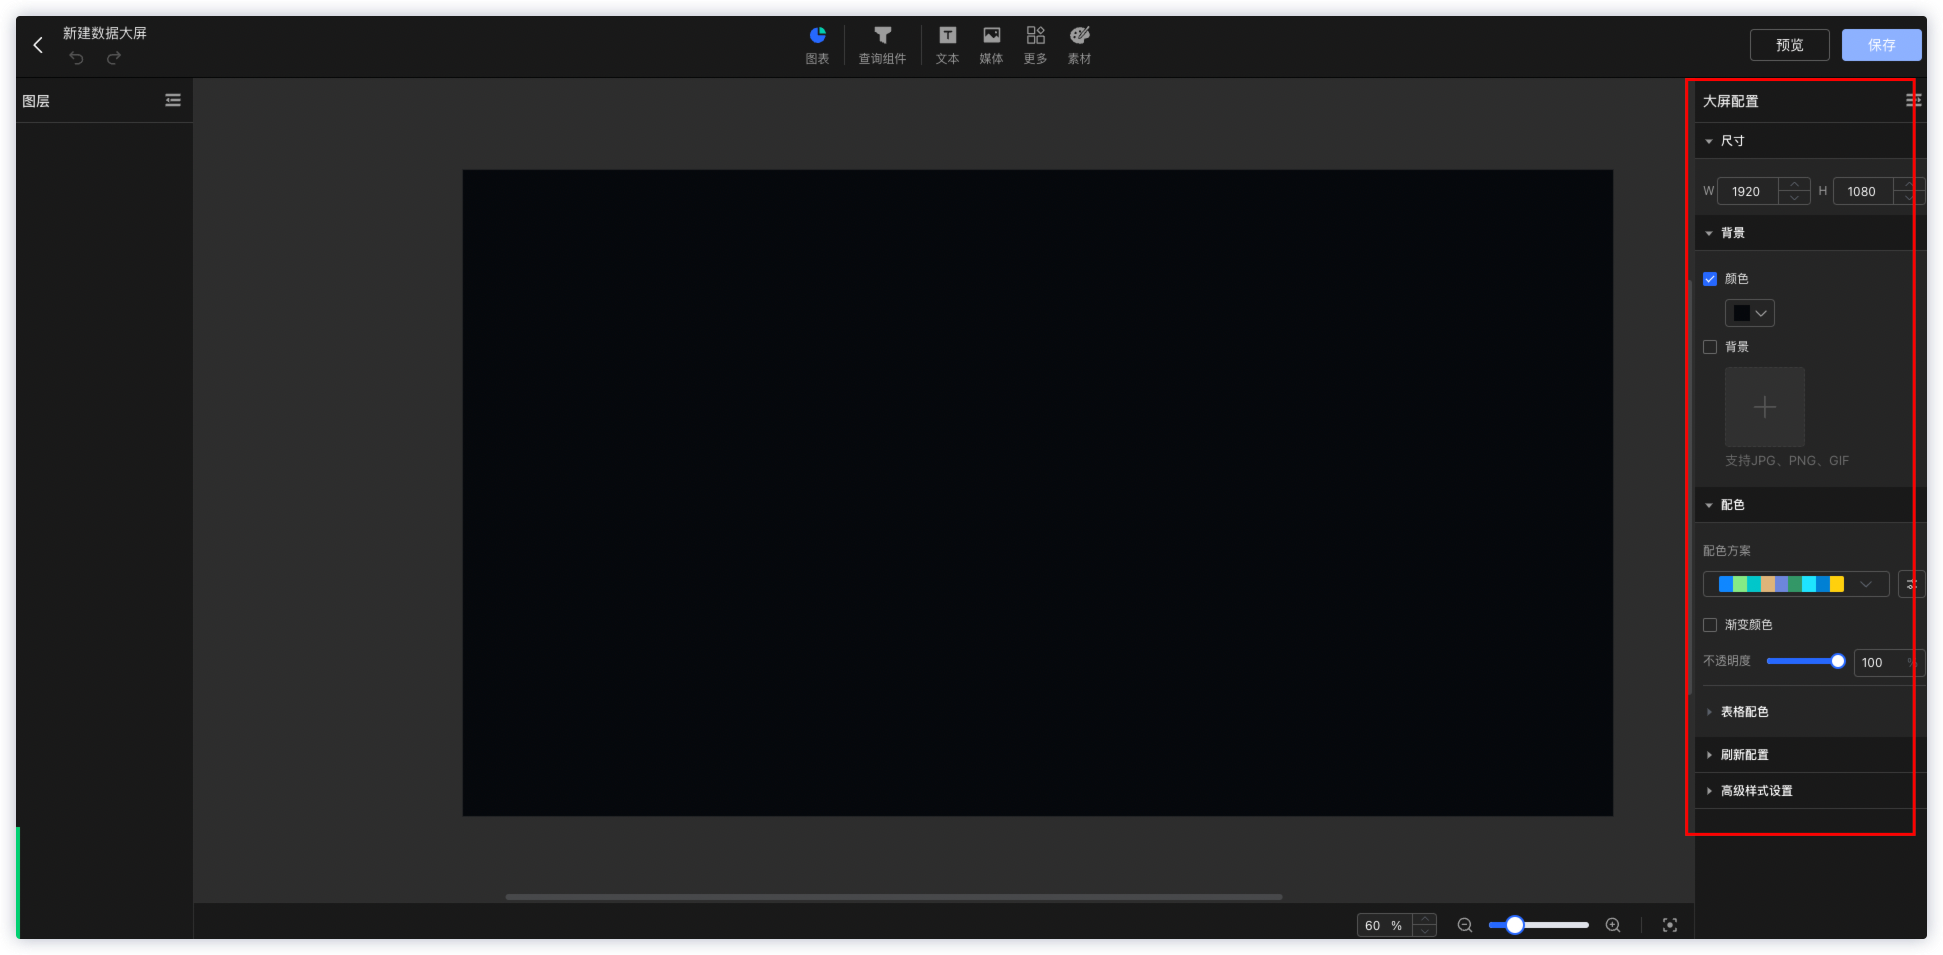 新建数据大屏
图表
查询组件
文本
媒体
更多
素材
预览
保存
图层
大屏配置
尺寸
W 1920 H 1080
背景
颜色
背景
支持JPG、PNG、GIF
配色
配色方案
渐变颜色
不透明度 100 %
表格配色
刷新配置
高级样式设置
60 %